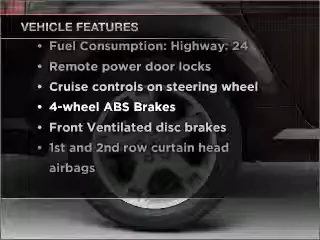 VEHICLE FEATURES
• Fuel Consumption: Highway: 24
• Remote power door locks
• Cruise controls on steering wheel
• 4-wheel ABS Brakes
• Front Ventilated disc brakes
• 1st and 2nd row curtain head
airbags